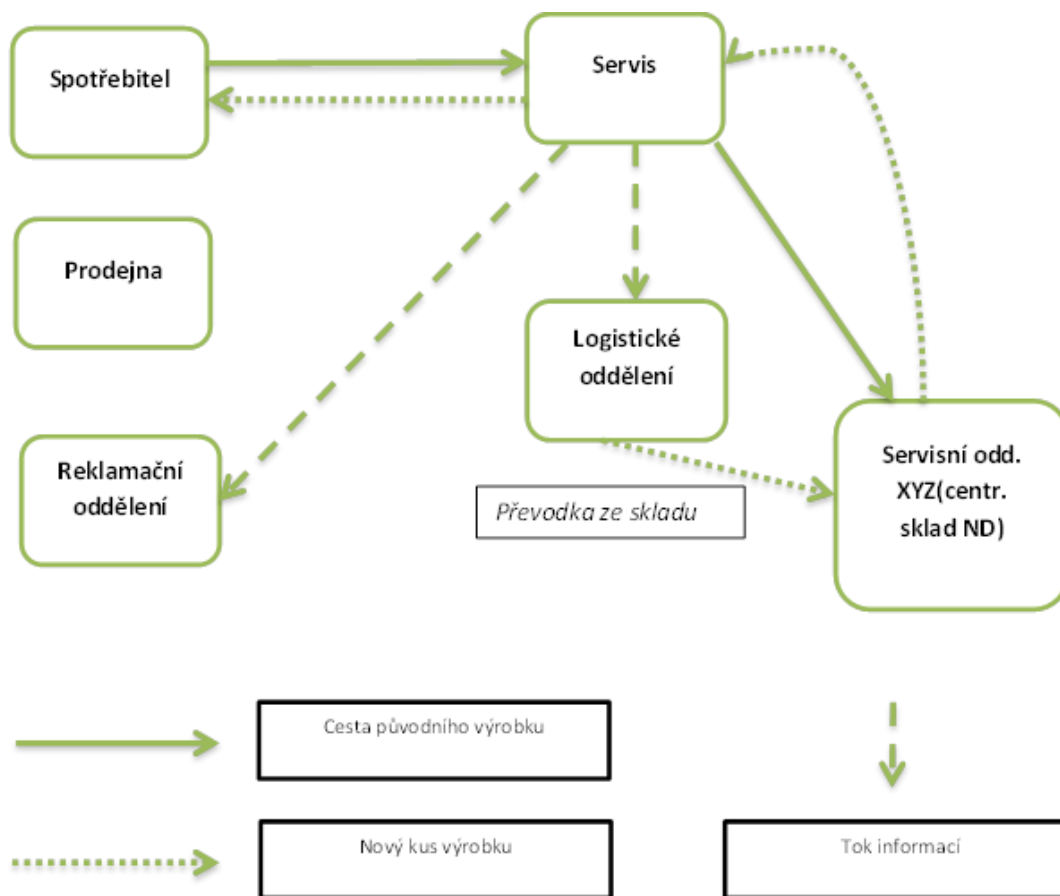 Spotřebitel
Servis
Prodejna
Logistické
oddělení
Reklamační
oddělení
Servisní odd.
XYZ(centr.
sklad ND)
Převodka ze skladu
Cesta původního výrobku
Nový kus výrobku
Tok informací